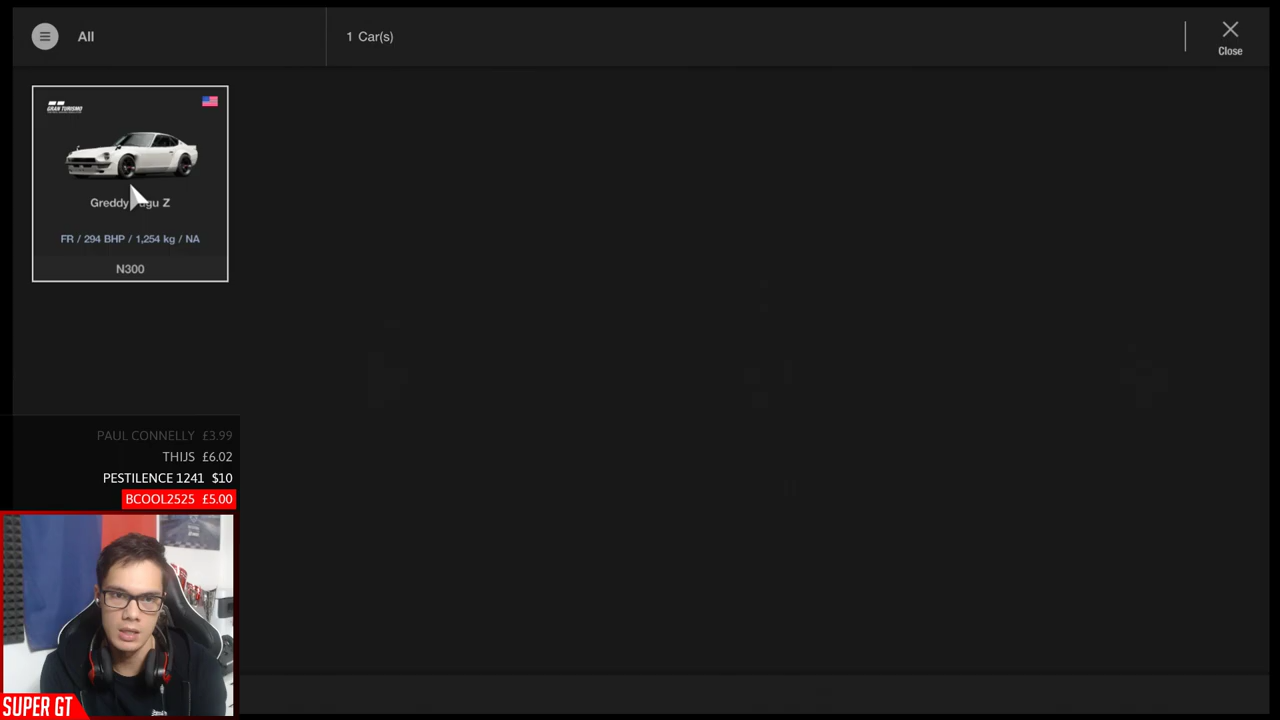 All
1 Car(s)
Close
GRAN TURISMO
Greddy Z
FR / 294 BHP / 1,254 kg / NA
N300
PAUL CONNELLY £3.99
THIJS £6.02
PESTILENCE 1241 $10
BCOOL2525 £5.00
SUPER GT